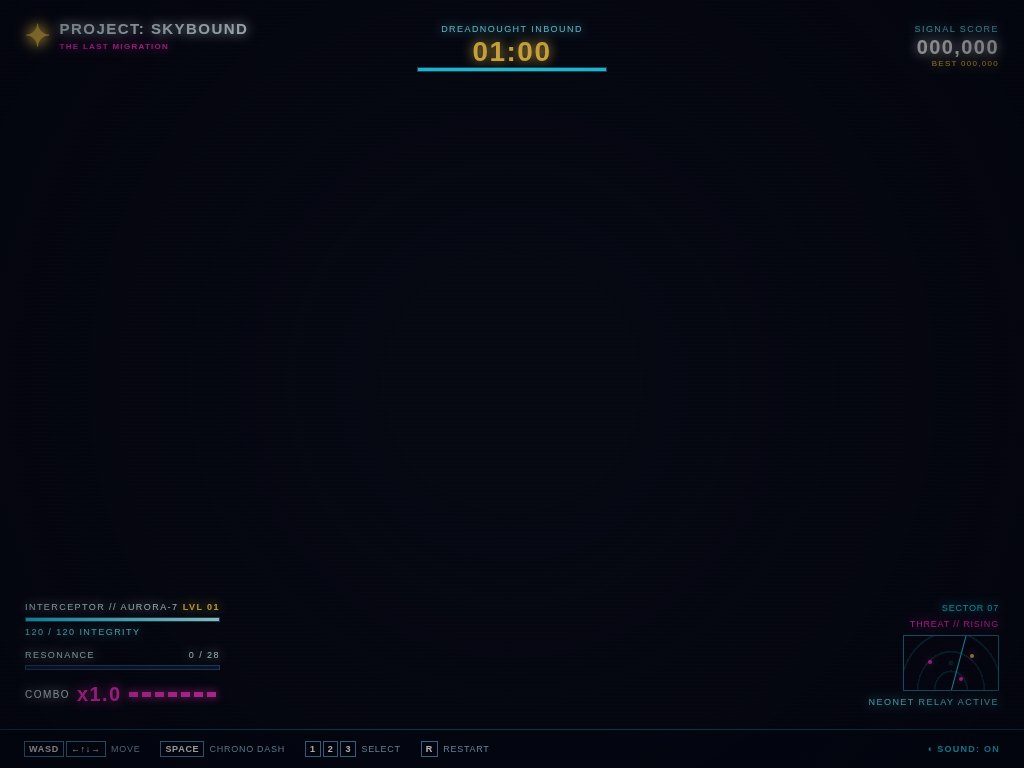 PROJECT: SKYBOUND
THE LAST MIGRATION
DREADNOUGHT INBOUND
01:00
SIGNAL SCORE
000,000
BEST 000,000
INTERCEPTOR // AURORA-7 LVL 01
120 / 120 INTEGRITY
RESONANCE 0 / 28
COMBO x1.0
SECTOR 07
THREAT // RISING
NEONET RELAY ACTIVE
WASD ←↑↓→ MOVE SPACE CHRONO DASH 1 2 3 SELECT R RESTART SOUND: ON